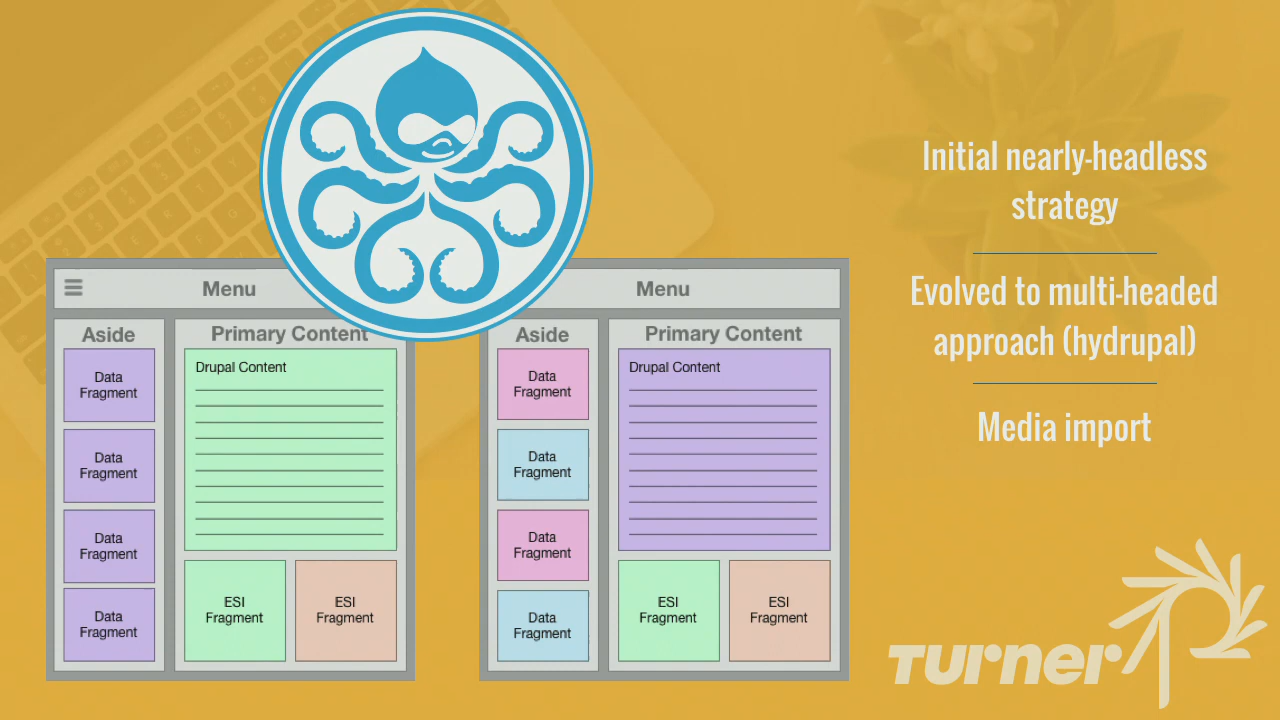 Menu
Aside
Primary Content
Data
Fragment
Data
Fragment
Data
Fragment
Data
Fragment
Drupal Content
ESI
Fragment
ESI
Fragment
Menu
Aside
Primary Content
Data
Fragment
Data
Fragment
Data
Fragment
Data
Fragment
Drupal Content
ESI
Fragment
ESI
Fragment
Initial nearly-headless
strategy
Evolved to multi-headed
approach (hydrupal)
Media import
Turner